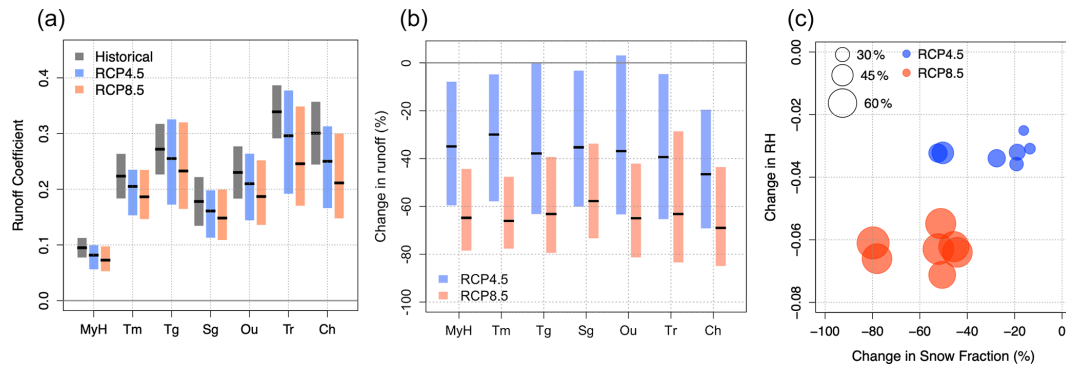 (a)
Historical
RCP4.5
RCP8.5
Runoff Coefficient
0.4
0.3
0.2
0.1
0.0
MyH Tm Tg Sg Ou Tr Ch
(b)
Change in runoff (%)
0
−20
−40
−60
−80
−100
RCP4.5
RCP8.5
MyH Tm Tg Sg Ou Tr Ch
(c)
Change in RH
0.00
−0.02
−0.04
−0.06
−0.08
30 %
45 %
60 %
RCP4.5
RCP8.5
−100 −80 −60 −40 −20 0
Change in Snow Fraction (%)